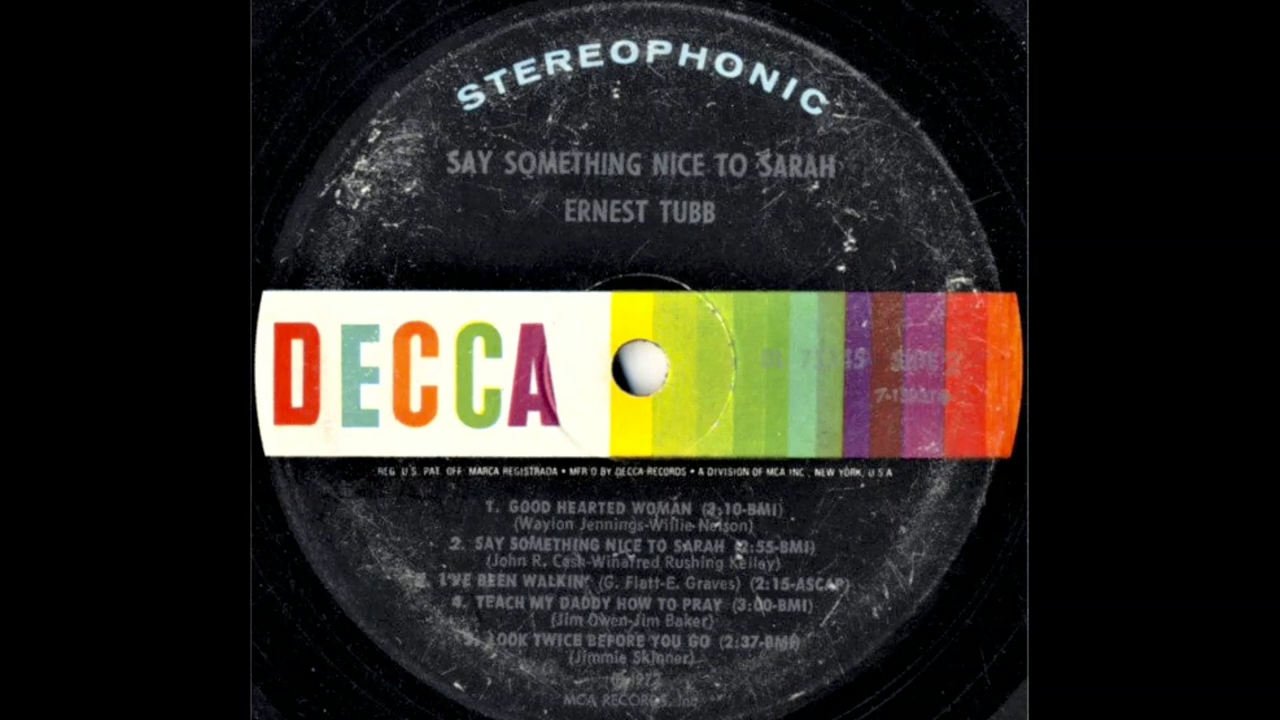 STEREOPHONIC
SAY SOMETHING NICE TO SARAH
ERNEST TUBB
DECCA
REG. U.S. PAT. OFF. MARCA REGISTRADA • MFR'D BY DECCA RECORDS • A DIVISION OF MCA INC., NEW YORK, U.S.A
1. GOOD HEARTED WOMAN (3:10-BMI)
(Waylon Jennings-Willie Nelson)
2. SAY SOMETHING NICE TO SARAH (2:55-BMI)
(John R. Cash-Winafred Rushing Kelley)
I'VE BEEN WALKIN' (G. Flatt-E. Graves) (2:15-ASCAP)
4. TEACH MY DADDY HOW TO PRAY (3:00-BMI)
(Jim Owen-Jim Baker)
LOOK TWICE BEFORE YOU GO (2:37-BMI)
(Jimmie Skinner)
MCA RECORDS, Inc.